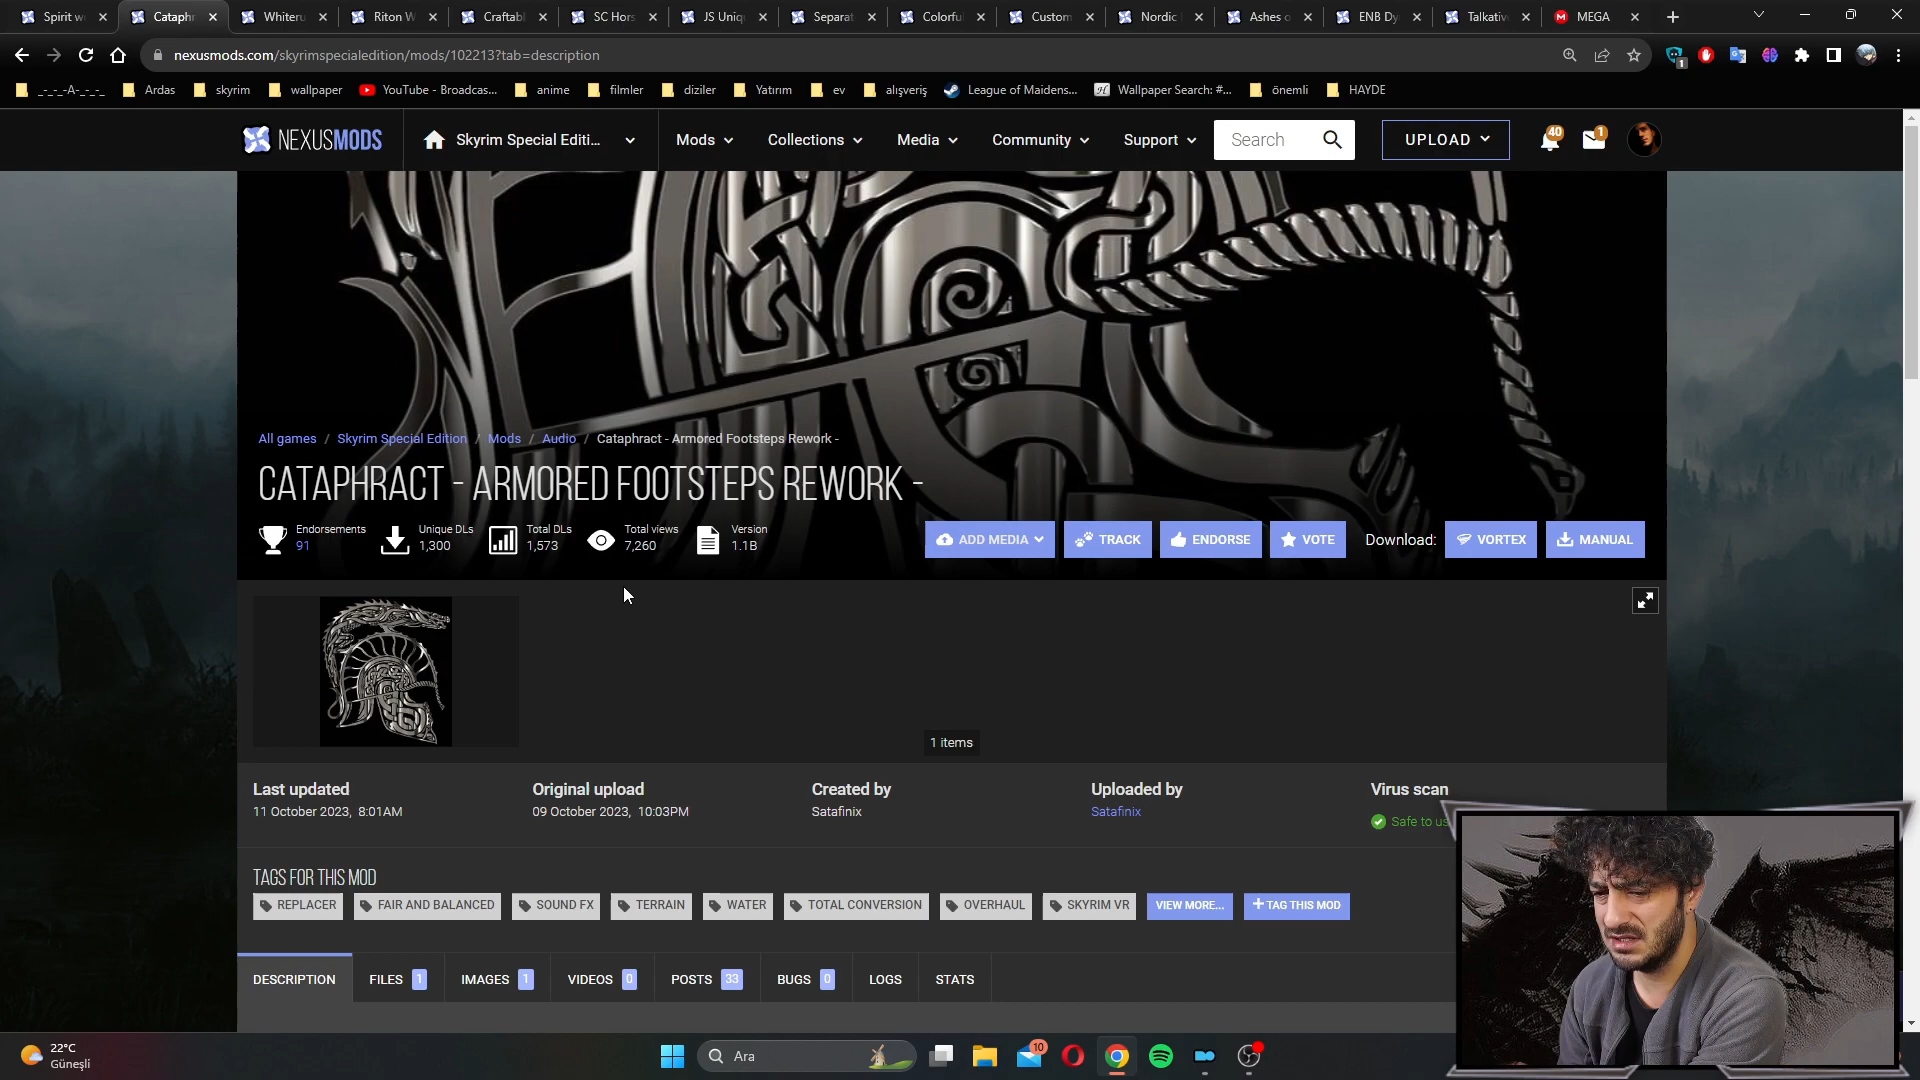 Spirit w
Cataphr
Whiteru
Riton W
Craftabl
SC Hors
JS Uniq
Separat
Colorful
Custom
Nordic
Ashes o
ENB Dy
Talkativ
MEGA
nexusmods.com/skyrimspecialedition/mods/102213?tab=description
1
_-_-_-A-_-_-_
Ardas
skyrim
wallpaper
YouTube - Broadcas...
anime
filmler
diziler
Yatırım
ev
alışveriş
League of Maidens...
Wallpaper Search: #...
önemli
HAYDE
NEXUSMODS
Skyrim Special Editi...
Mods
Collections
Media
Community
Support
Search
UPLOAD
40
1
All games / Skyrim Special Edition / Mods / Audio / Cataphract - Armored Footsteps Rework -
CATAPHRACT - ARMORED FOOTSTEPS REWORK -
Endorsements
91
Unique DLs
1,300
Total DLs
1,573
Total views
7,260
Version
1.1B
ADD MEDIA
TRACK
ENDORSE
VOTE
Download:
VORTEX
MANUAL
1 items
Last updated
11 October 2023, 8:01AM
Original upload
09 October 2023, 10:03PM
Created by
Satafinix
Uploaded by
Satafinix
Virus scan
Safe to us
TAGS FOR THIS MOD
REPLACER
FAIR AND BALANCED
SOUND FX
TERRAIN
WATER
TOTAL CONVERSION
OVERHAUL
SKYRIM VR
VIEW MORE...
+ TAG THIS MOD
DESCRIPTION
FILES 1
IMAGES 1
VIDEOS 0
POSTS 33
BUGS 0
LOGS
STATS
22°C
Güneşli
Ara
10